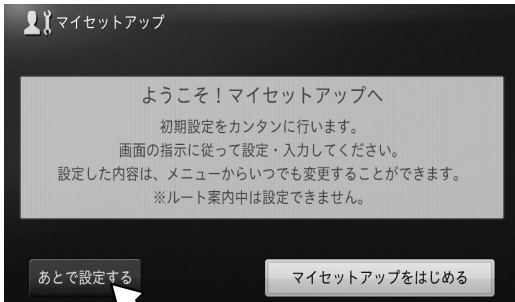 マイセットアップ
ようこそ！マイセットアップへ
初期設定をカンタンに行います。
画面の指示に従って設定・入力してください。
設定した内容は、メニューからいつでも変更することができます。
※ルート案内中は設定できません。
あとで設定する
マイセットアップをはじめる